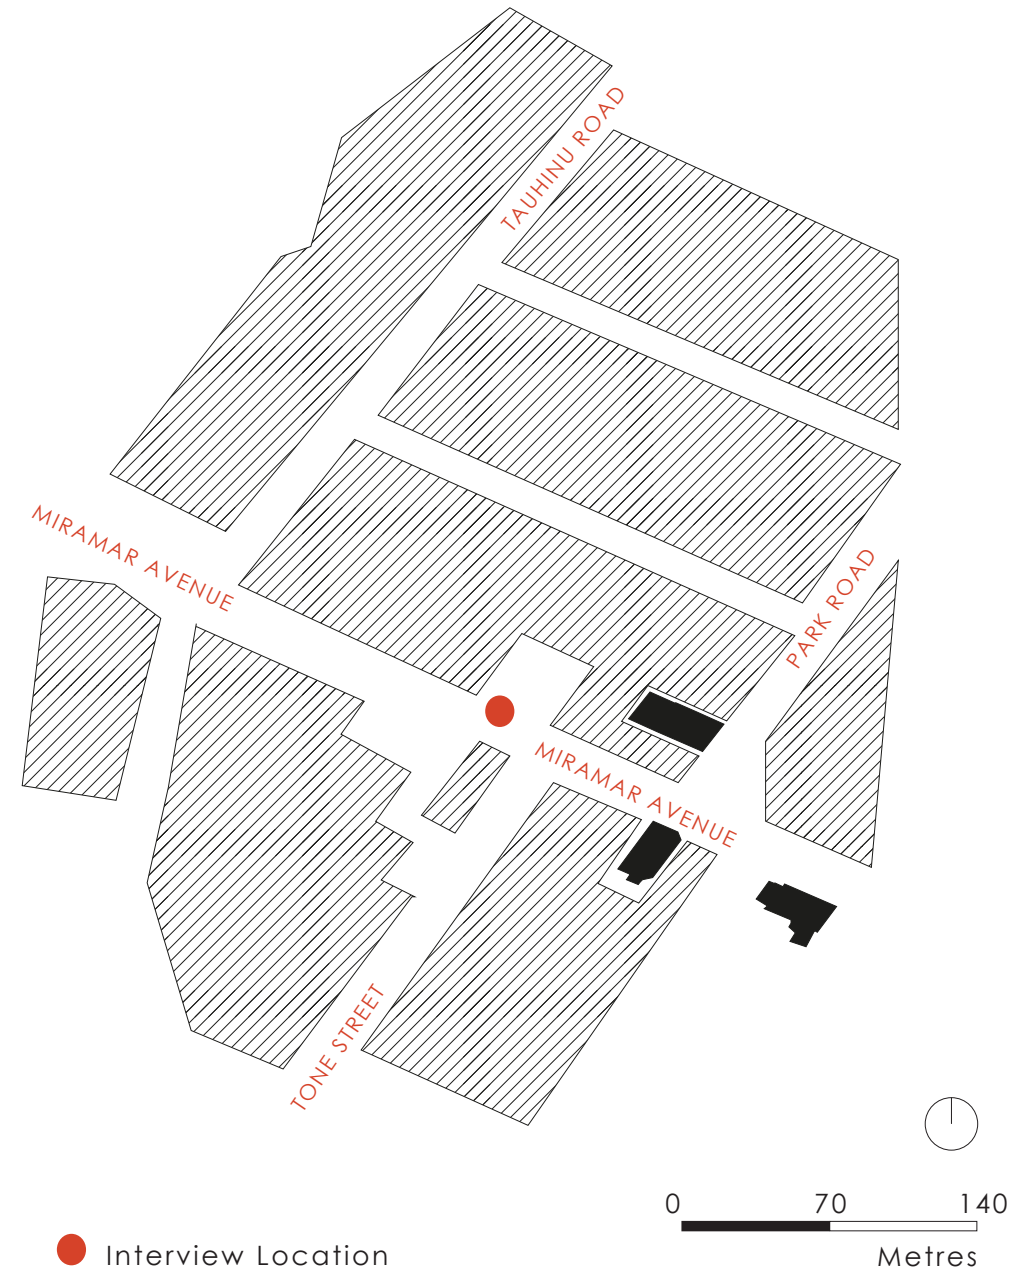 TAUHINU ROAD
MIRAMAR AVENUE
PARK ROAD
MIRAMAR AVENUE
TONE STREET
0 70 140
Metres
Interview Location